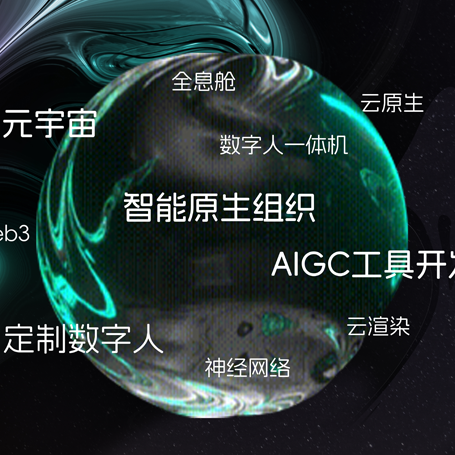 全息舱
云原生
元宇宙
数字人一体机
智能原生组织
eb3
AIGC工具开发
云渲染
定制数字人
神经网络